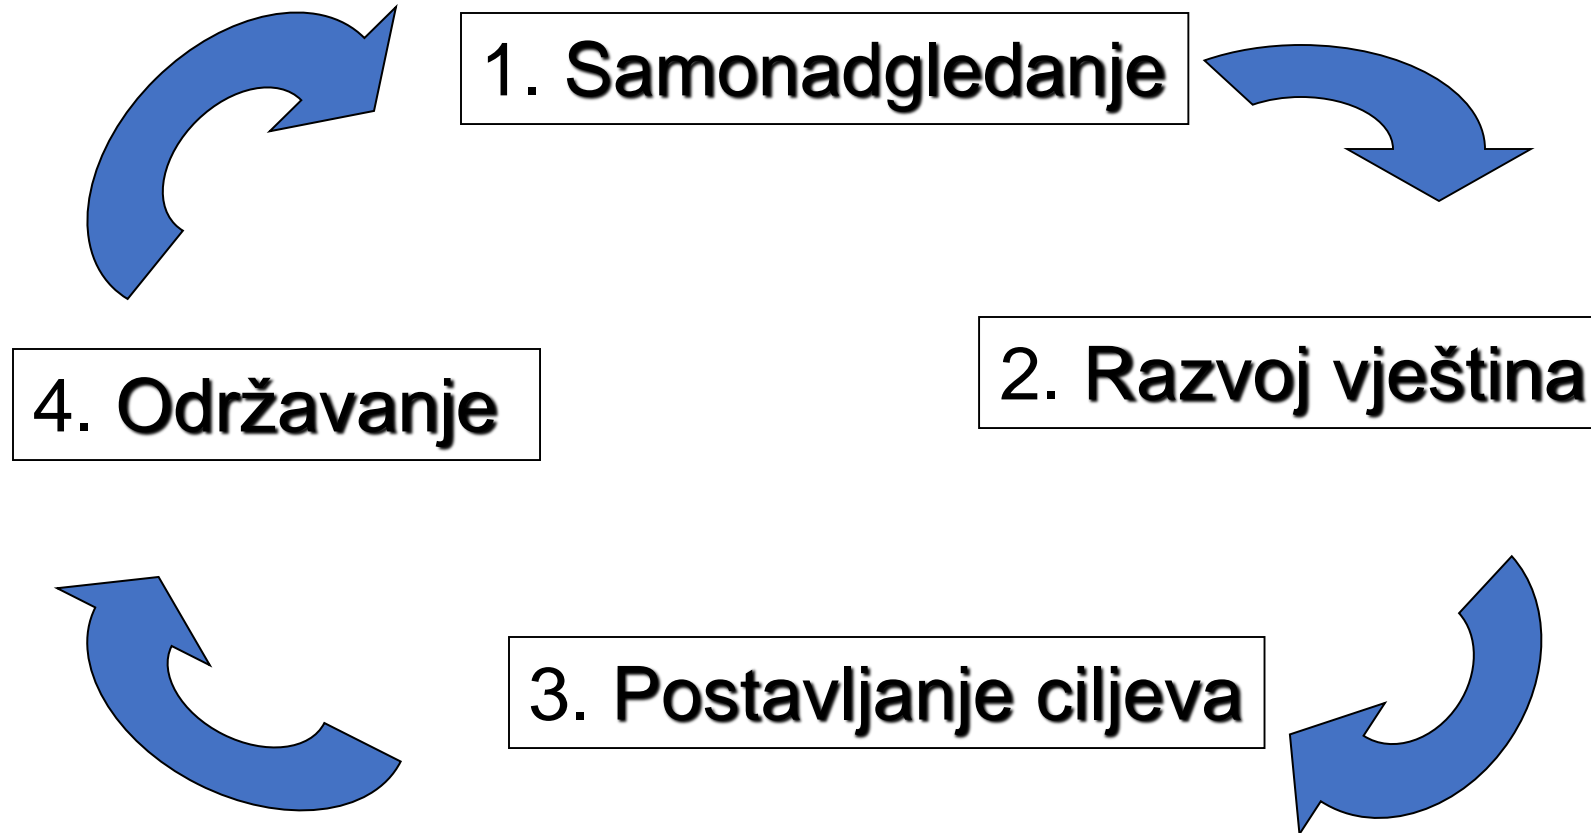 1. Samonadgledanje
2. Razvoj vještina
3. Postavljanje ciljeva
4. Održavanje